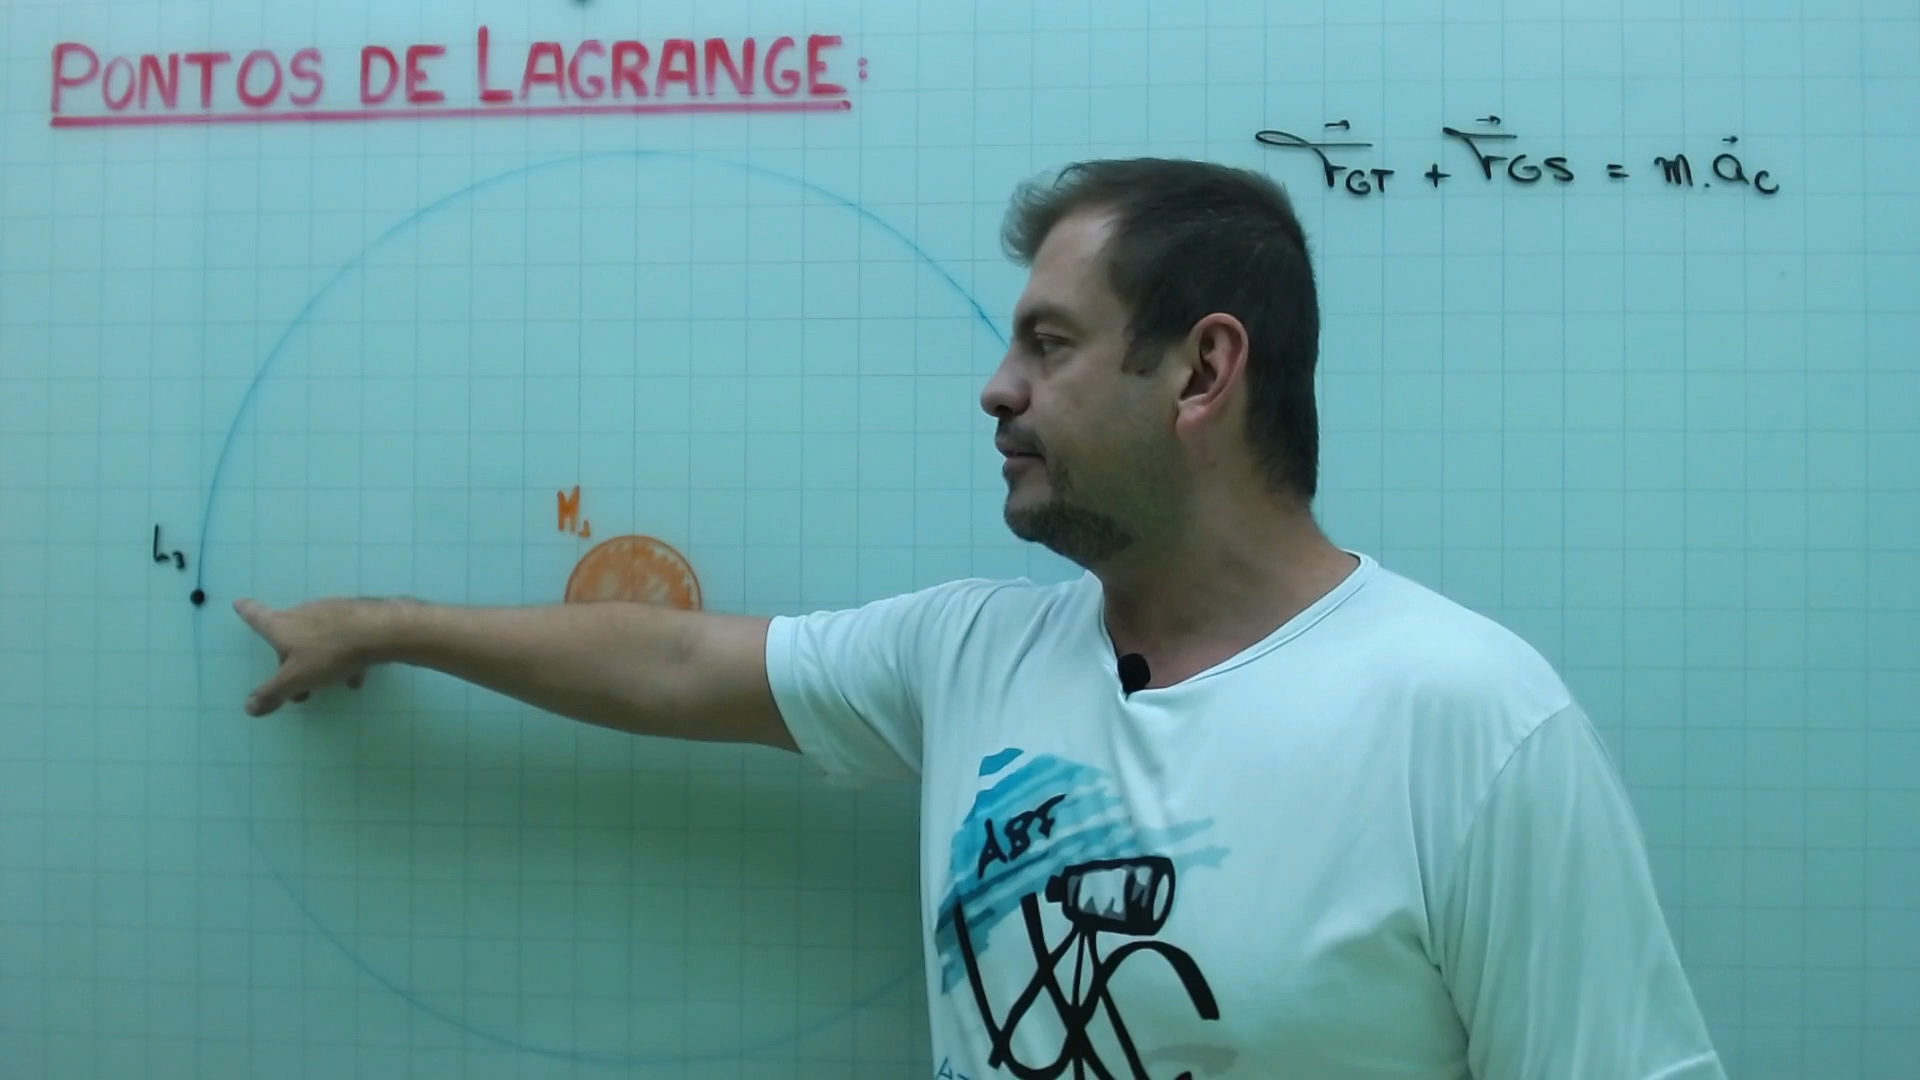 PONTOS DE LAGRANGE:
F⃗GT + F⃗GS = m.a⃗c
M₁
L₃
ABF